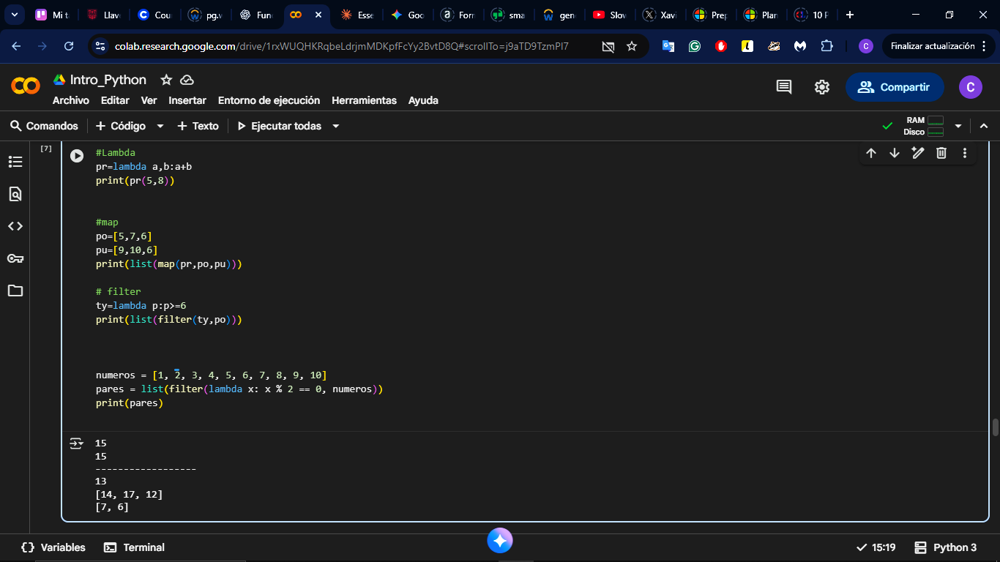 Mi t
Llav
Cou
pg.v
Fun
Esse
Goo
Forr
sma
gen
Slov
Xavi
Prep
Plan
10 P
colab.research.google.com/drive/1rxWUQHKRqbeLdrjmMDKpfFcYy2BvtD8Q#scrollTo=j9aTD9TzmPI7
C
Finalizar actualización
Intro_Python
Archivo Editar Ver Insertar Entorno de ejecución Herramientas Ayuda
Compartir
C
Comandos + Código + Texto Ejecutar todas
RAM
Disco
[7]
#Lambda
pr=lambda a,b:a+b
print(pr(5,8))
#map
po=[5,7,6]
pu=[9,10,6]
print(list(map(pr,po,pu)))
# filter
ty=lambda p:p>=6
print(list(filter(ty,po)))
numeros = [1, 2, 3, 4, 5, 6, 7, 8, 9, 10]
pares = list(filter(lambda x: x % 2 == 0, numeros))
print(pares)
15
15
------------------
13
[14, 17, 12]
[7, 6]
{} Variables Terminal
15:19 Python 3